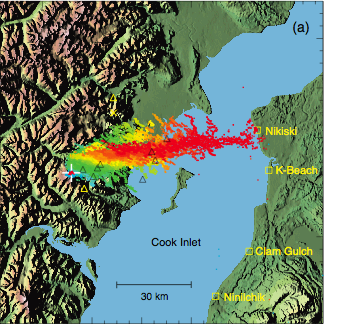 (a)
Nikiski
K-Beach
Cook Inlet
Clam Gulch
30 km
Ninilchik